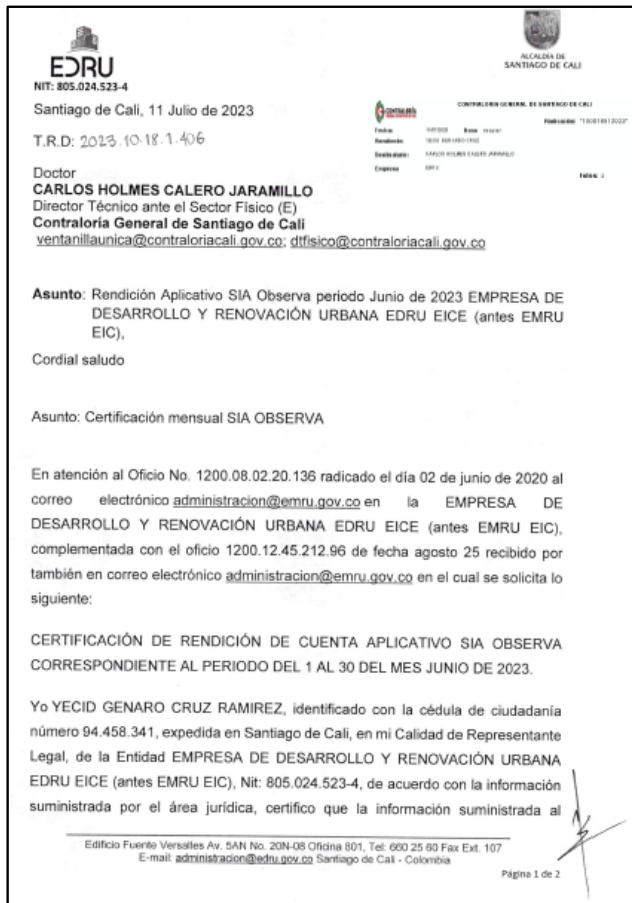 EDRU
NIT: 805.024.523-4
ALCALDÍA DE
SANTIAGO DE CALI
Santiago de Cali, 11 Julio de 2023
T.R.D: 2023.10.18.1.406
CONTRALORIA GENERAL DE SANTIAGO DE CALI
Doctor
CARLOS HOLMES CALERO JARAMILLO
Director Técnico ante el Sector Físico (E)
Contraloría General de Santiago de Cali
ventanillaunica@contraloriacali.gov.co; dtfisico@contraloriacali.gov.co
Asunto: Rendición Aplicativo SIA Observa periodo Junio de 2023 EMPRESA DE
DESARROLLO Y RENOVACIÓN URBANA EDRU EICE (antes EMRU
EIC),
Cordial saludo
Asunto: Certificación mensual SIA OBSERVA
En atención al Oficio No. 1200.08.02.20.136 radicado el día 02 de junio de 2020 al
correo electrónico administracion@emru.gov.co en la EMPRESA DE
DESARROLLO Y RENOVACIÓN URBANA EDRU EICE (antes EMRU EIC),
complementada con el oficio 1200.12.45.212.96 de fecha agosto 25 recibido por
también en correo electrónico administracion@emru.gov.co en el cual se solicita lo
siguiente:
CERTIFICACIÓN DE RENDICIÓN DE CUENTA APLICATIVO SIA OBSERVA
CORRESPONDIENTE AL PERIODO DEL 1 AL 30 DEL MES JUNIO DE 2023.
Yo YECID GENARO CRUZ RAMIREZ, identificado con la cédula de ciudadanía
número 94.458.341, expedida en Santiago de Cali, en mi Calidad de Representante
Legal, de la Entidad EMPRESA DE DESARROLLO Y RENOVACIÓN URBANA
EDRU EICE (antes EMRU EIC), Nit: 805.024.523-4, de acuerdo con la información
suministrada por el área jurídica, certifico que la información suministrada al
Edificio Fuente Versalles Av. 5AN No. 20N-08 Oficina 801, Tel: 660 25 60 Fax Ext. 107
E-mail: administracion@edru.gov.co Santiago de Cali - Colombia
Página 1 de 2